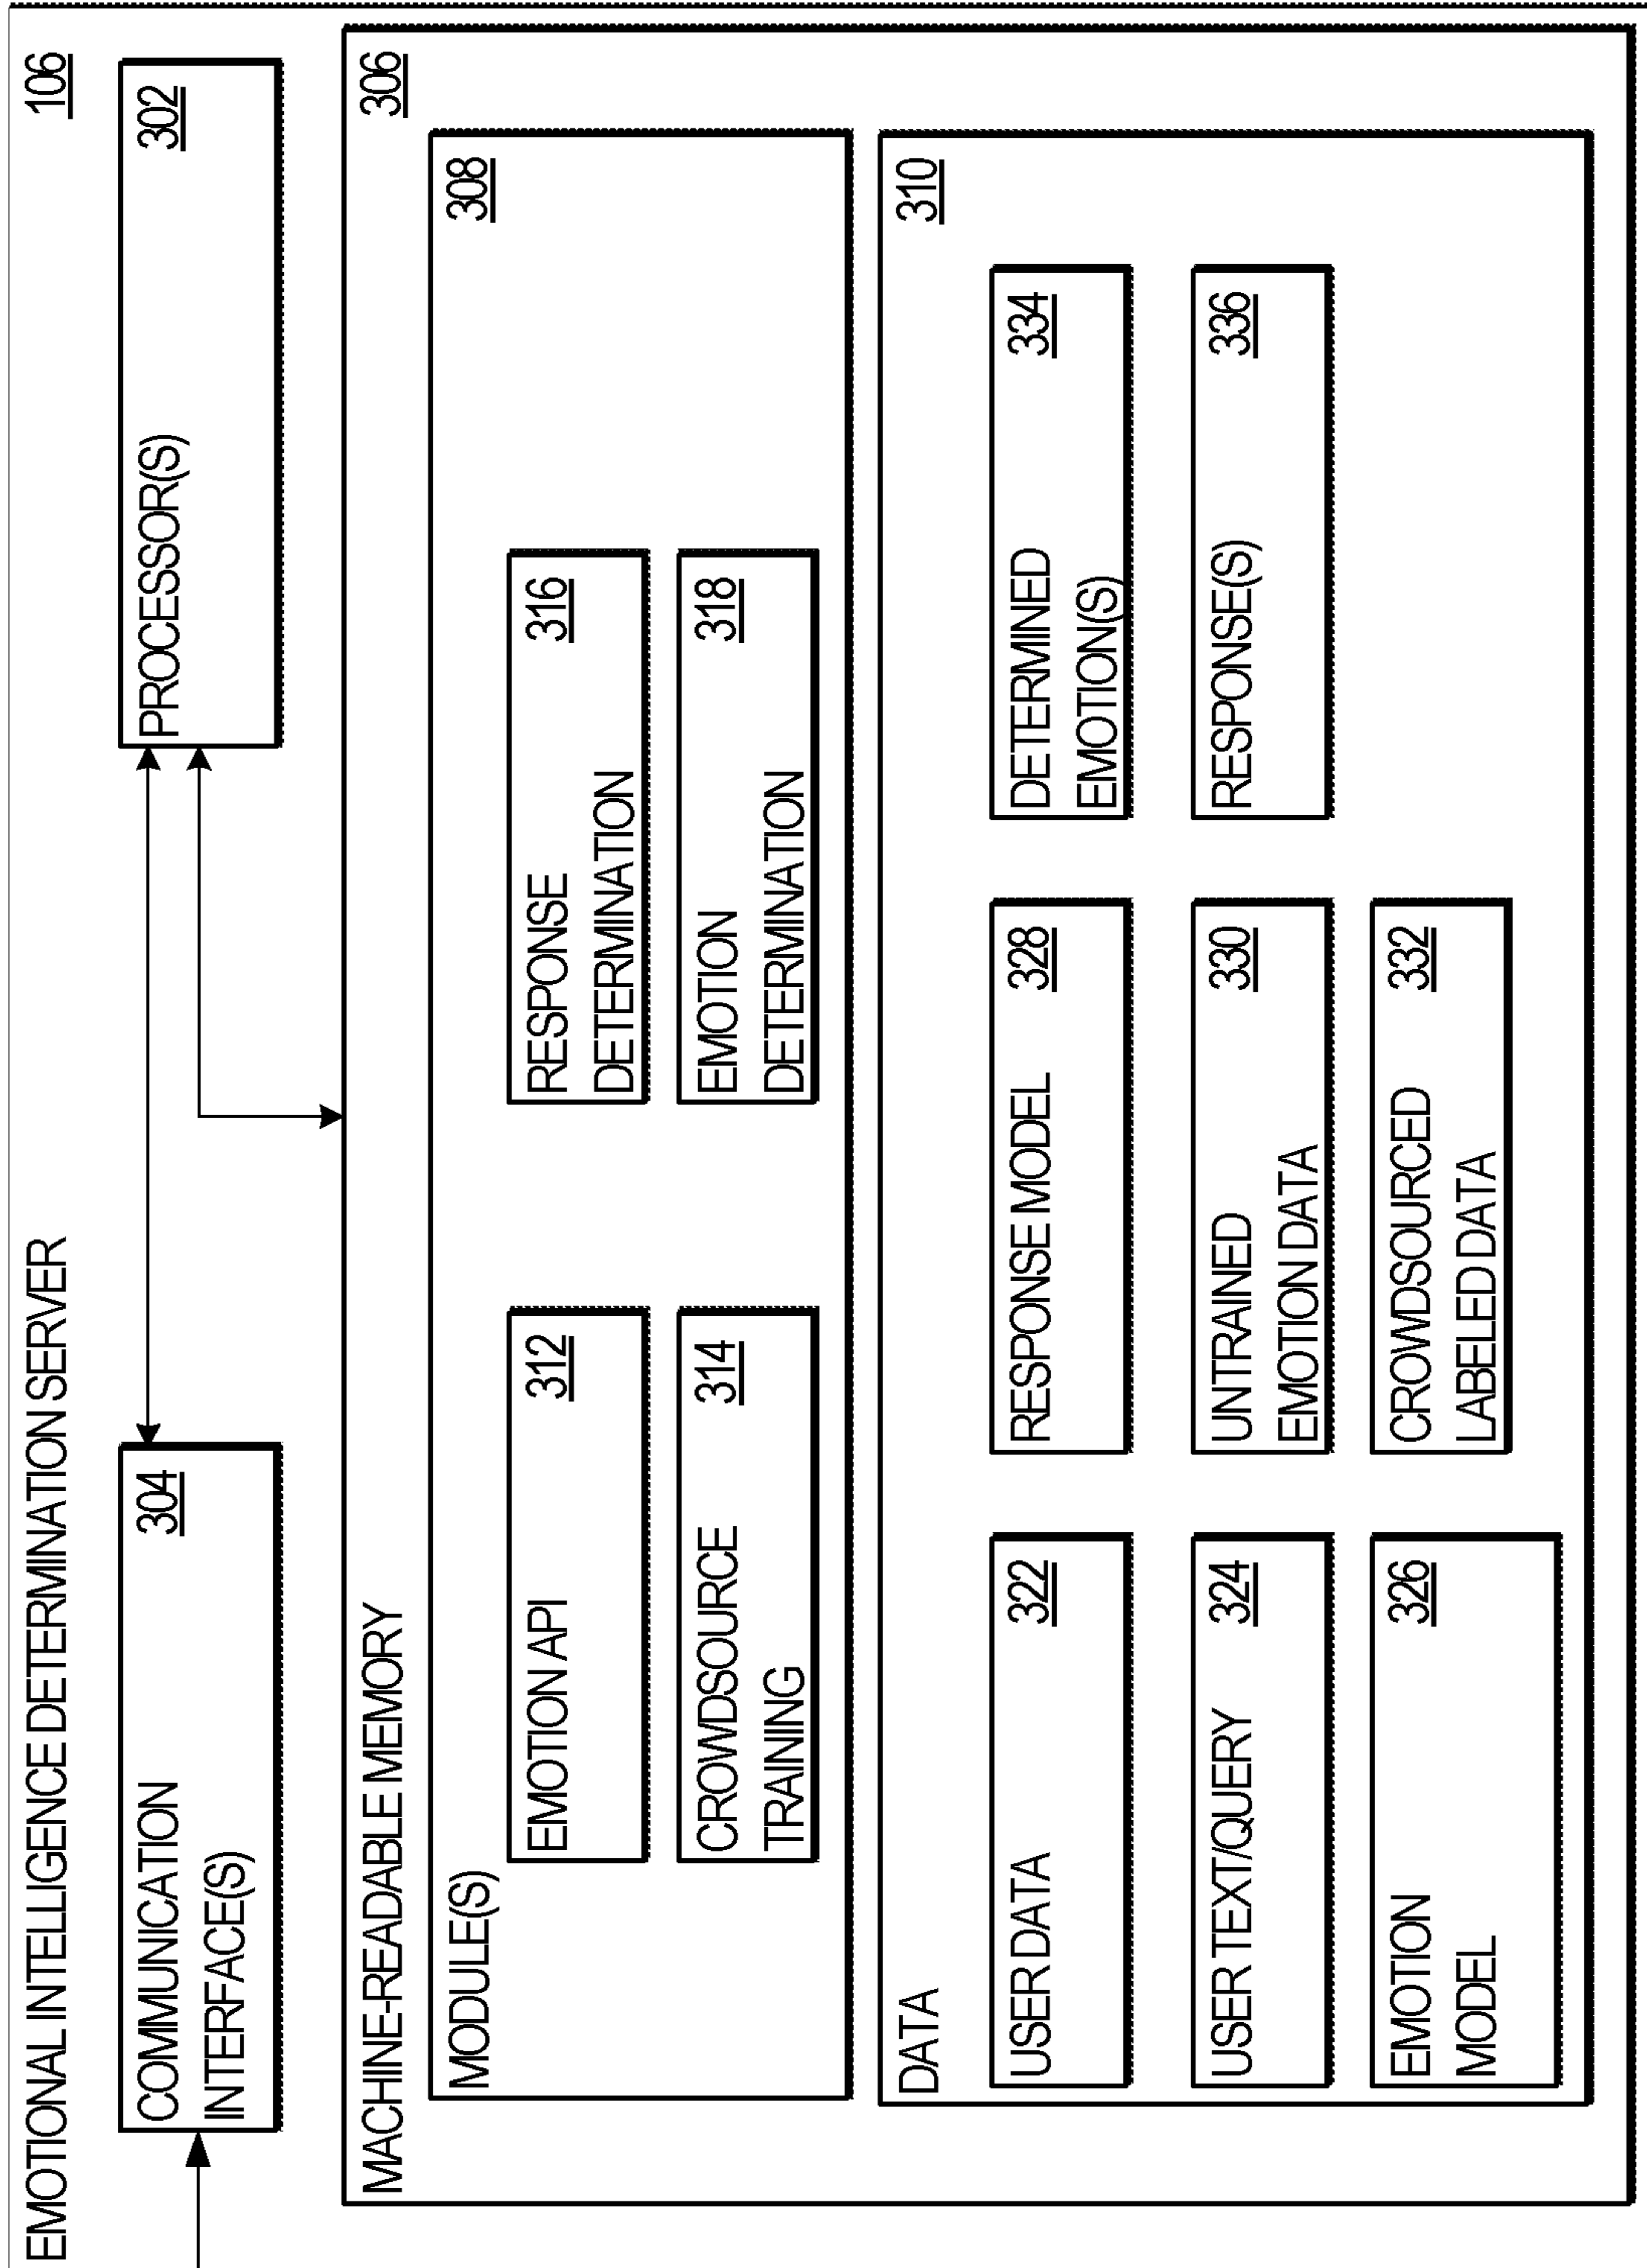 EMOTIONAL INTELLIGENCE DETERMINATION SERVER
106
COMMUNICATION
INTERFACE(S)
304
PROCESSOR(S)
302
MACHINE-READABLE MEMORY
306
MODULE(S)
308
EMOTION API
312
RESPONSE
DETERMINATION
316
CROWDSOURCE
TRAINING
314
EMOTION
DETERMINATION
318
DATA
310
USER DATA
322
RESPONSE MODEL
328
DETERMINED
EMOTION(S)
334
USER TEXT/QUERY
324
UNTRAINED
EMOTION DATA
330
RESPONSE(S)
336
EMOTION
MODEL
326
CROWDSOURCED
LABELED DATA
332